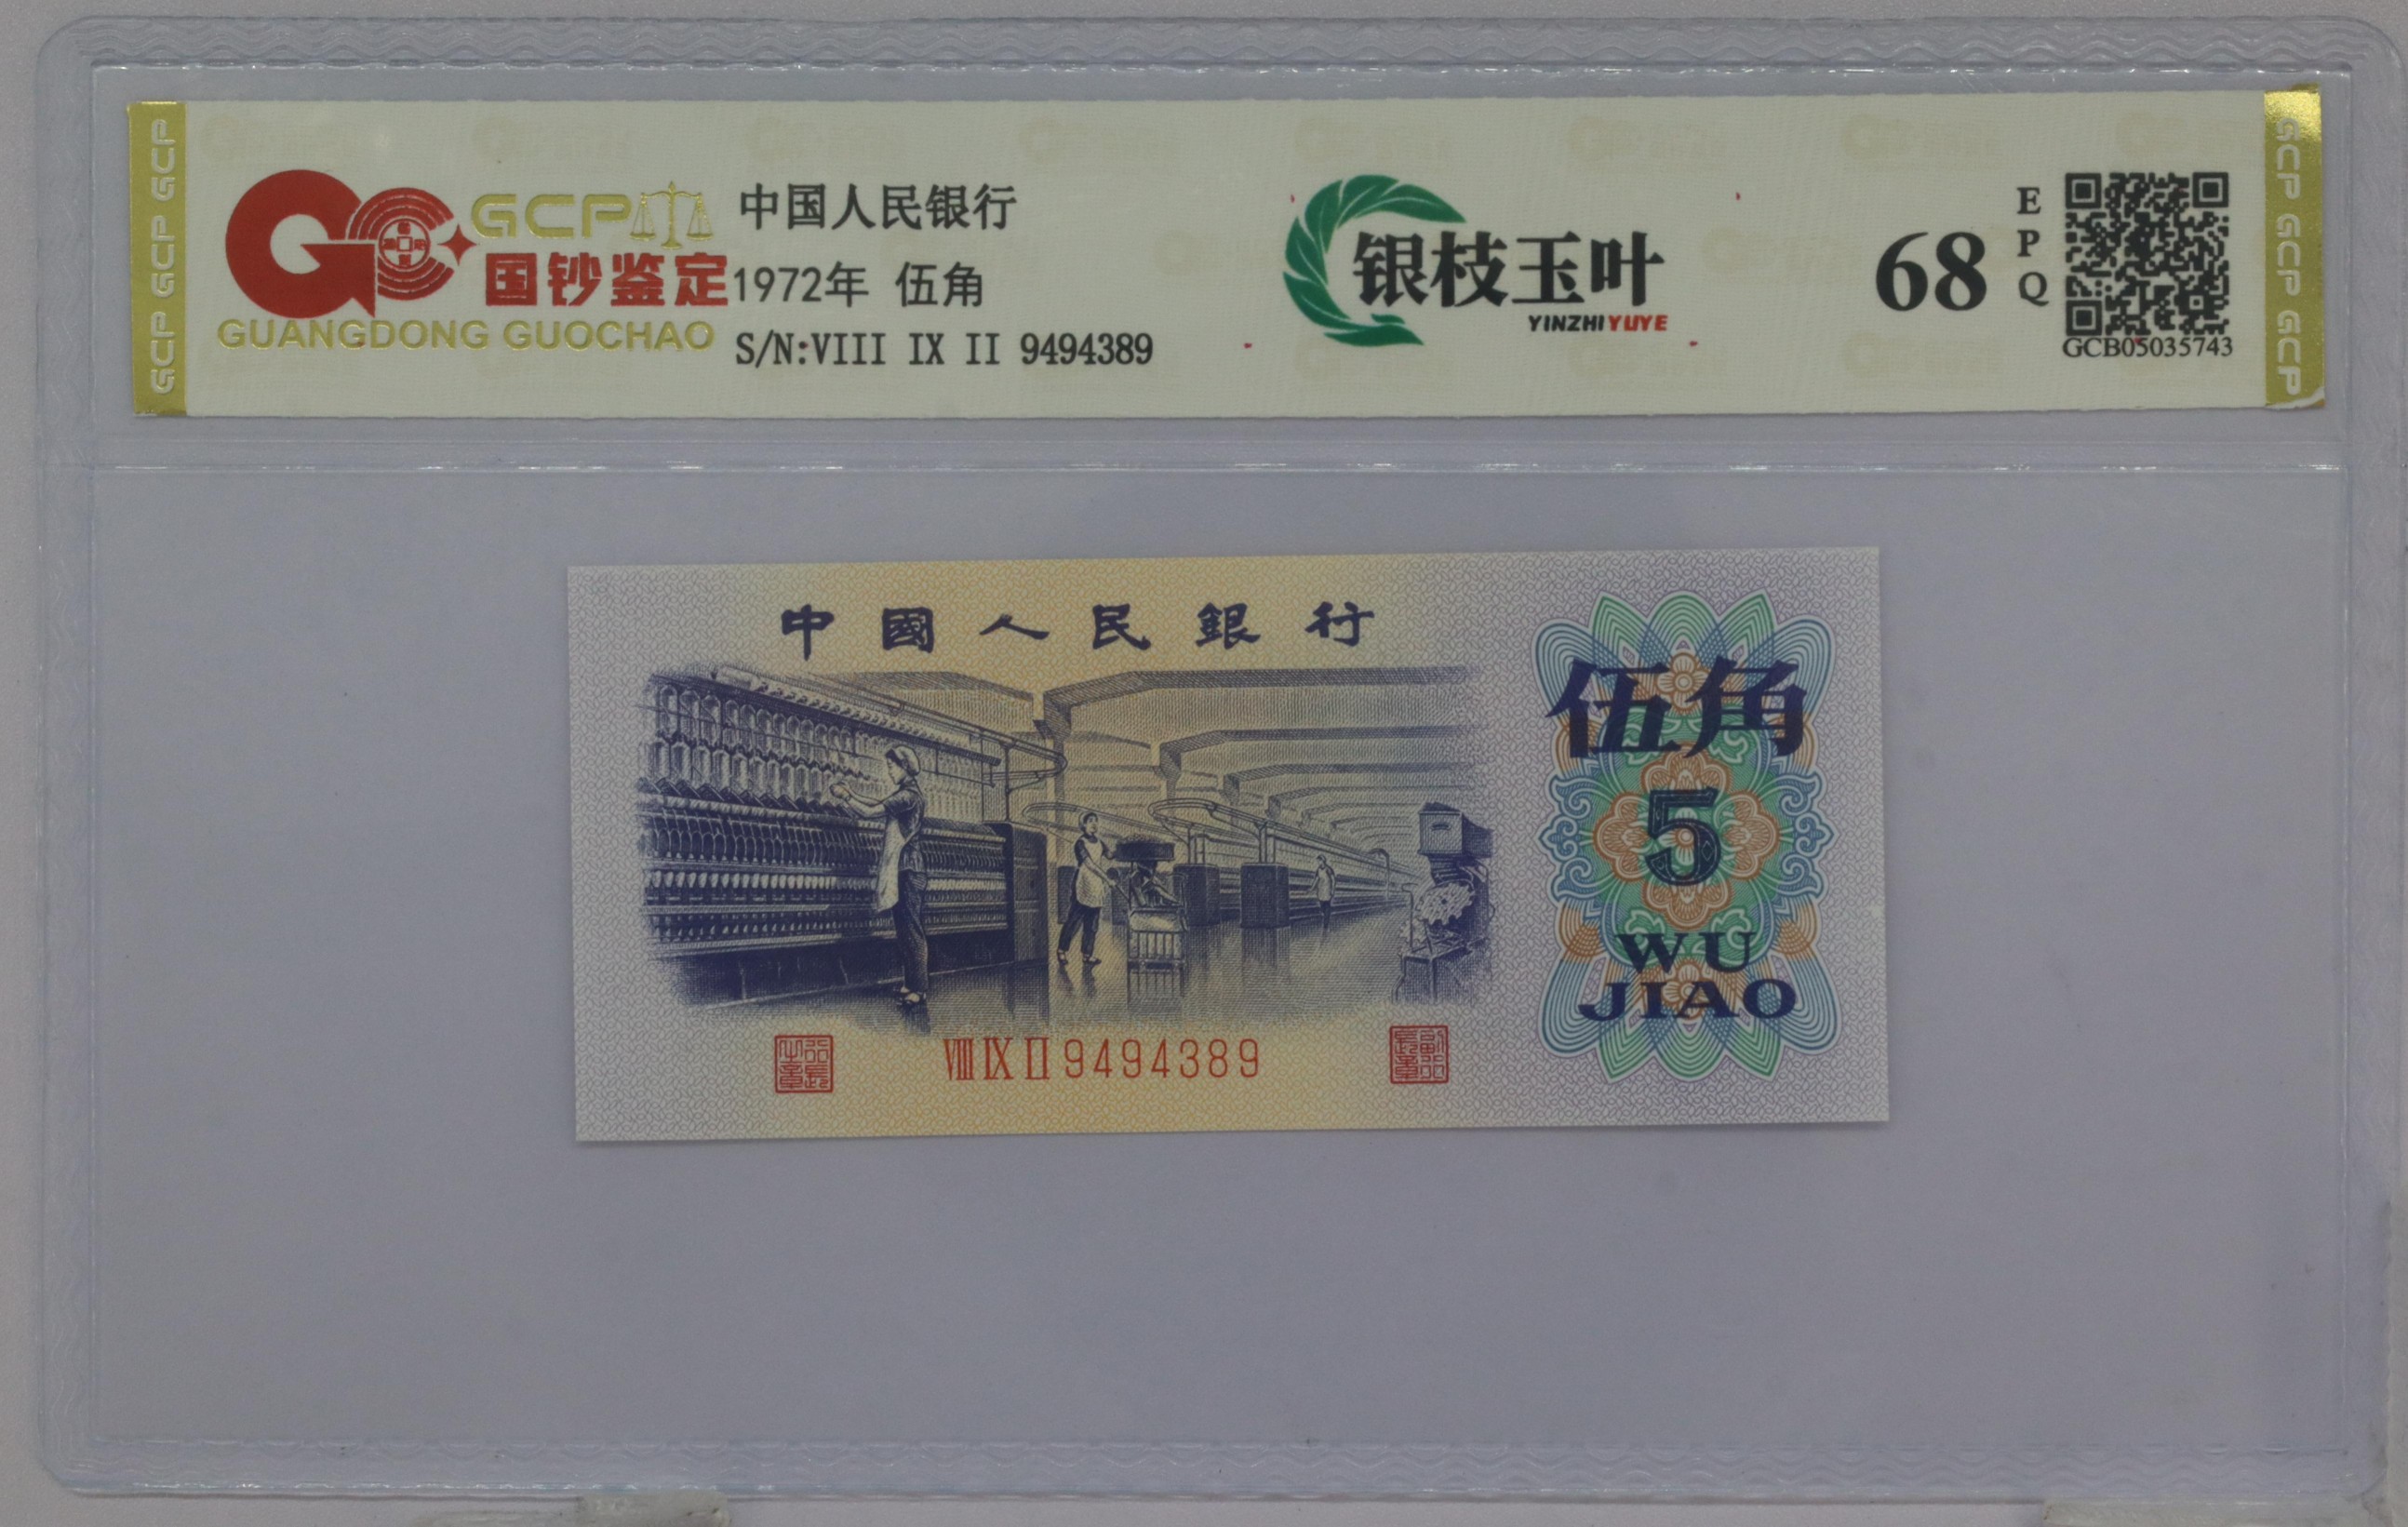 GCP GCP GCP
GCP
国钞鉴定
GUANGDONG GUOCHAO
中国人民银行
1972年 伍角
S/N:VIII IX II 9494389
银枝玉叶
YINZHIYUYE
68
EPQ
GCB05035743
GCP GCP GCP
中國人民銀行
伍角
5
WU
JIAO
VIII IX II 9494389